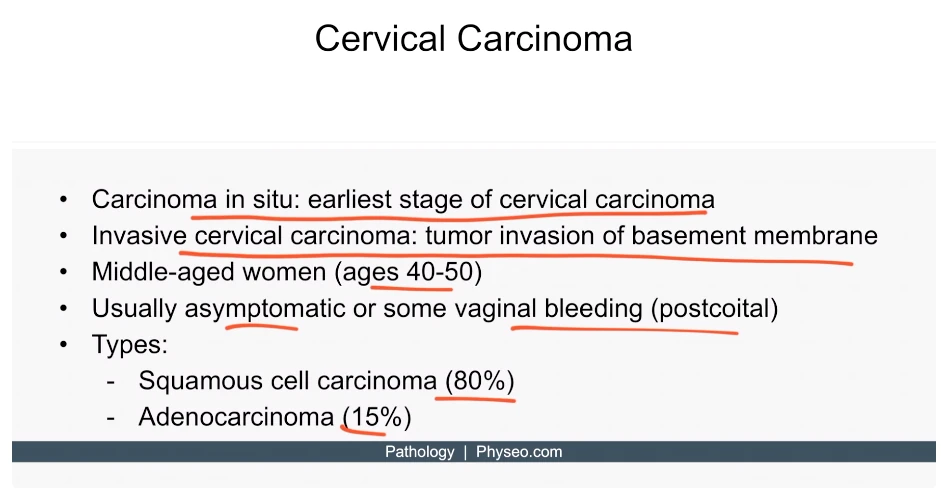 Cervical Carcinoma
• Carcinoma in situ: earliest stage of cervical carcinoma
• Invasive cervical carcinoma: tumor invasion of basement membrane
• Middle-aged women (ages 40-50)
• Usually asymptomatic or some vaginal bleeding (postcoital)
• Types:
- Squamous cell carcinoma (80%)
- Adenocarcinoma (15%)
Pathology | Physeo.com